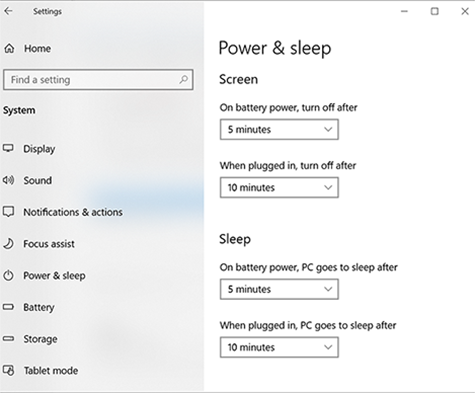 Settings
Home
Find a setting
System
Display
Sound
Notifications & actions
Focus assist
Power & sleep
Battery
Storage
Tablet mode
Power & sleep
Screen
On battery power, turn off after
5 minutes
When plugged in, turn off after
10 minutes
Sleep
On battery power, PC goes to sleep after
5 minutes
When plugged in, PC goes to sleep after
10 minutes